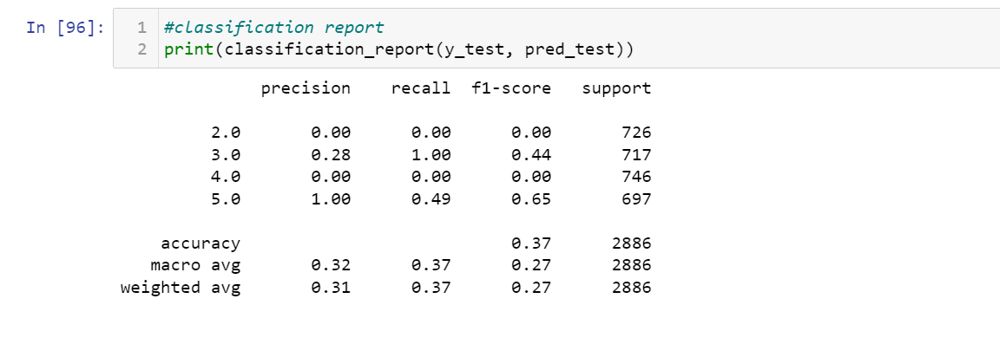 In [96]:
1 #classification report
2 print(classification_report(y_test, pred_test))
precision recall f1-score support
2.0 0.00 0.00 0.00 726
3.0 0.28 1.00 0.44 717
4.0 0.00 0.00 0.00 746
5.0 1.00 0.49 0.65 697
accuracy 0.37 2886
macro avg 0.32 0.37 0.27 2886
weighted avg 0.31 0.37 0.27 2886